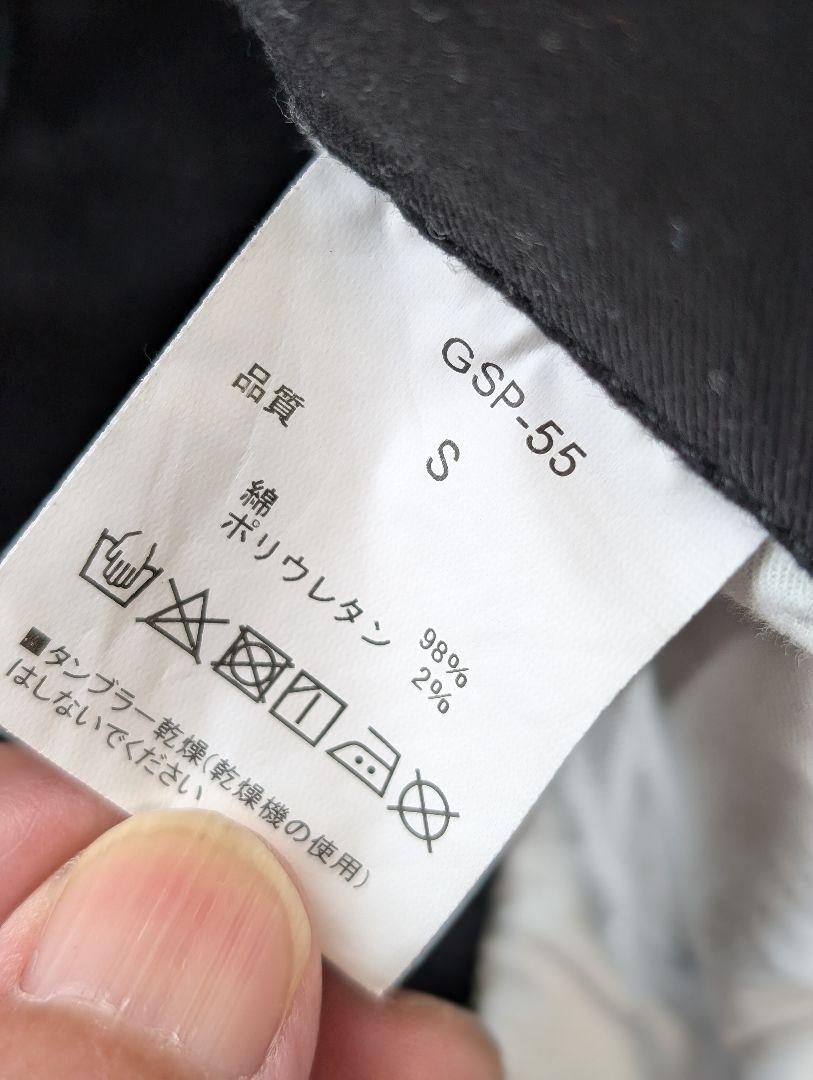 GSP-55
S
品質
綿 98%
ポリウレタン 2%
■タンブラー乾燥(乾燥機の使用)
はしないでください